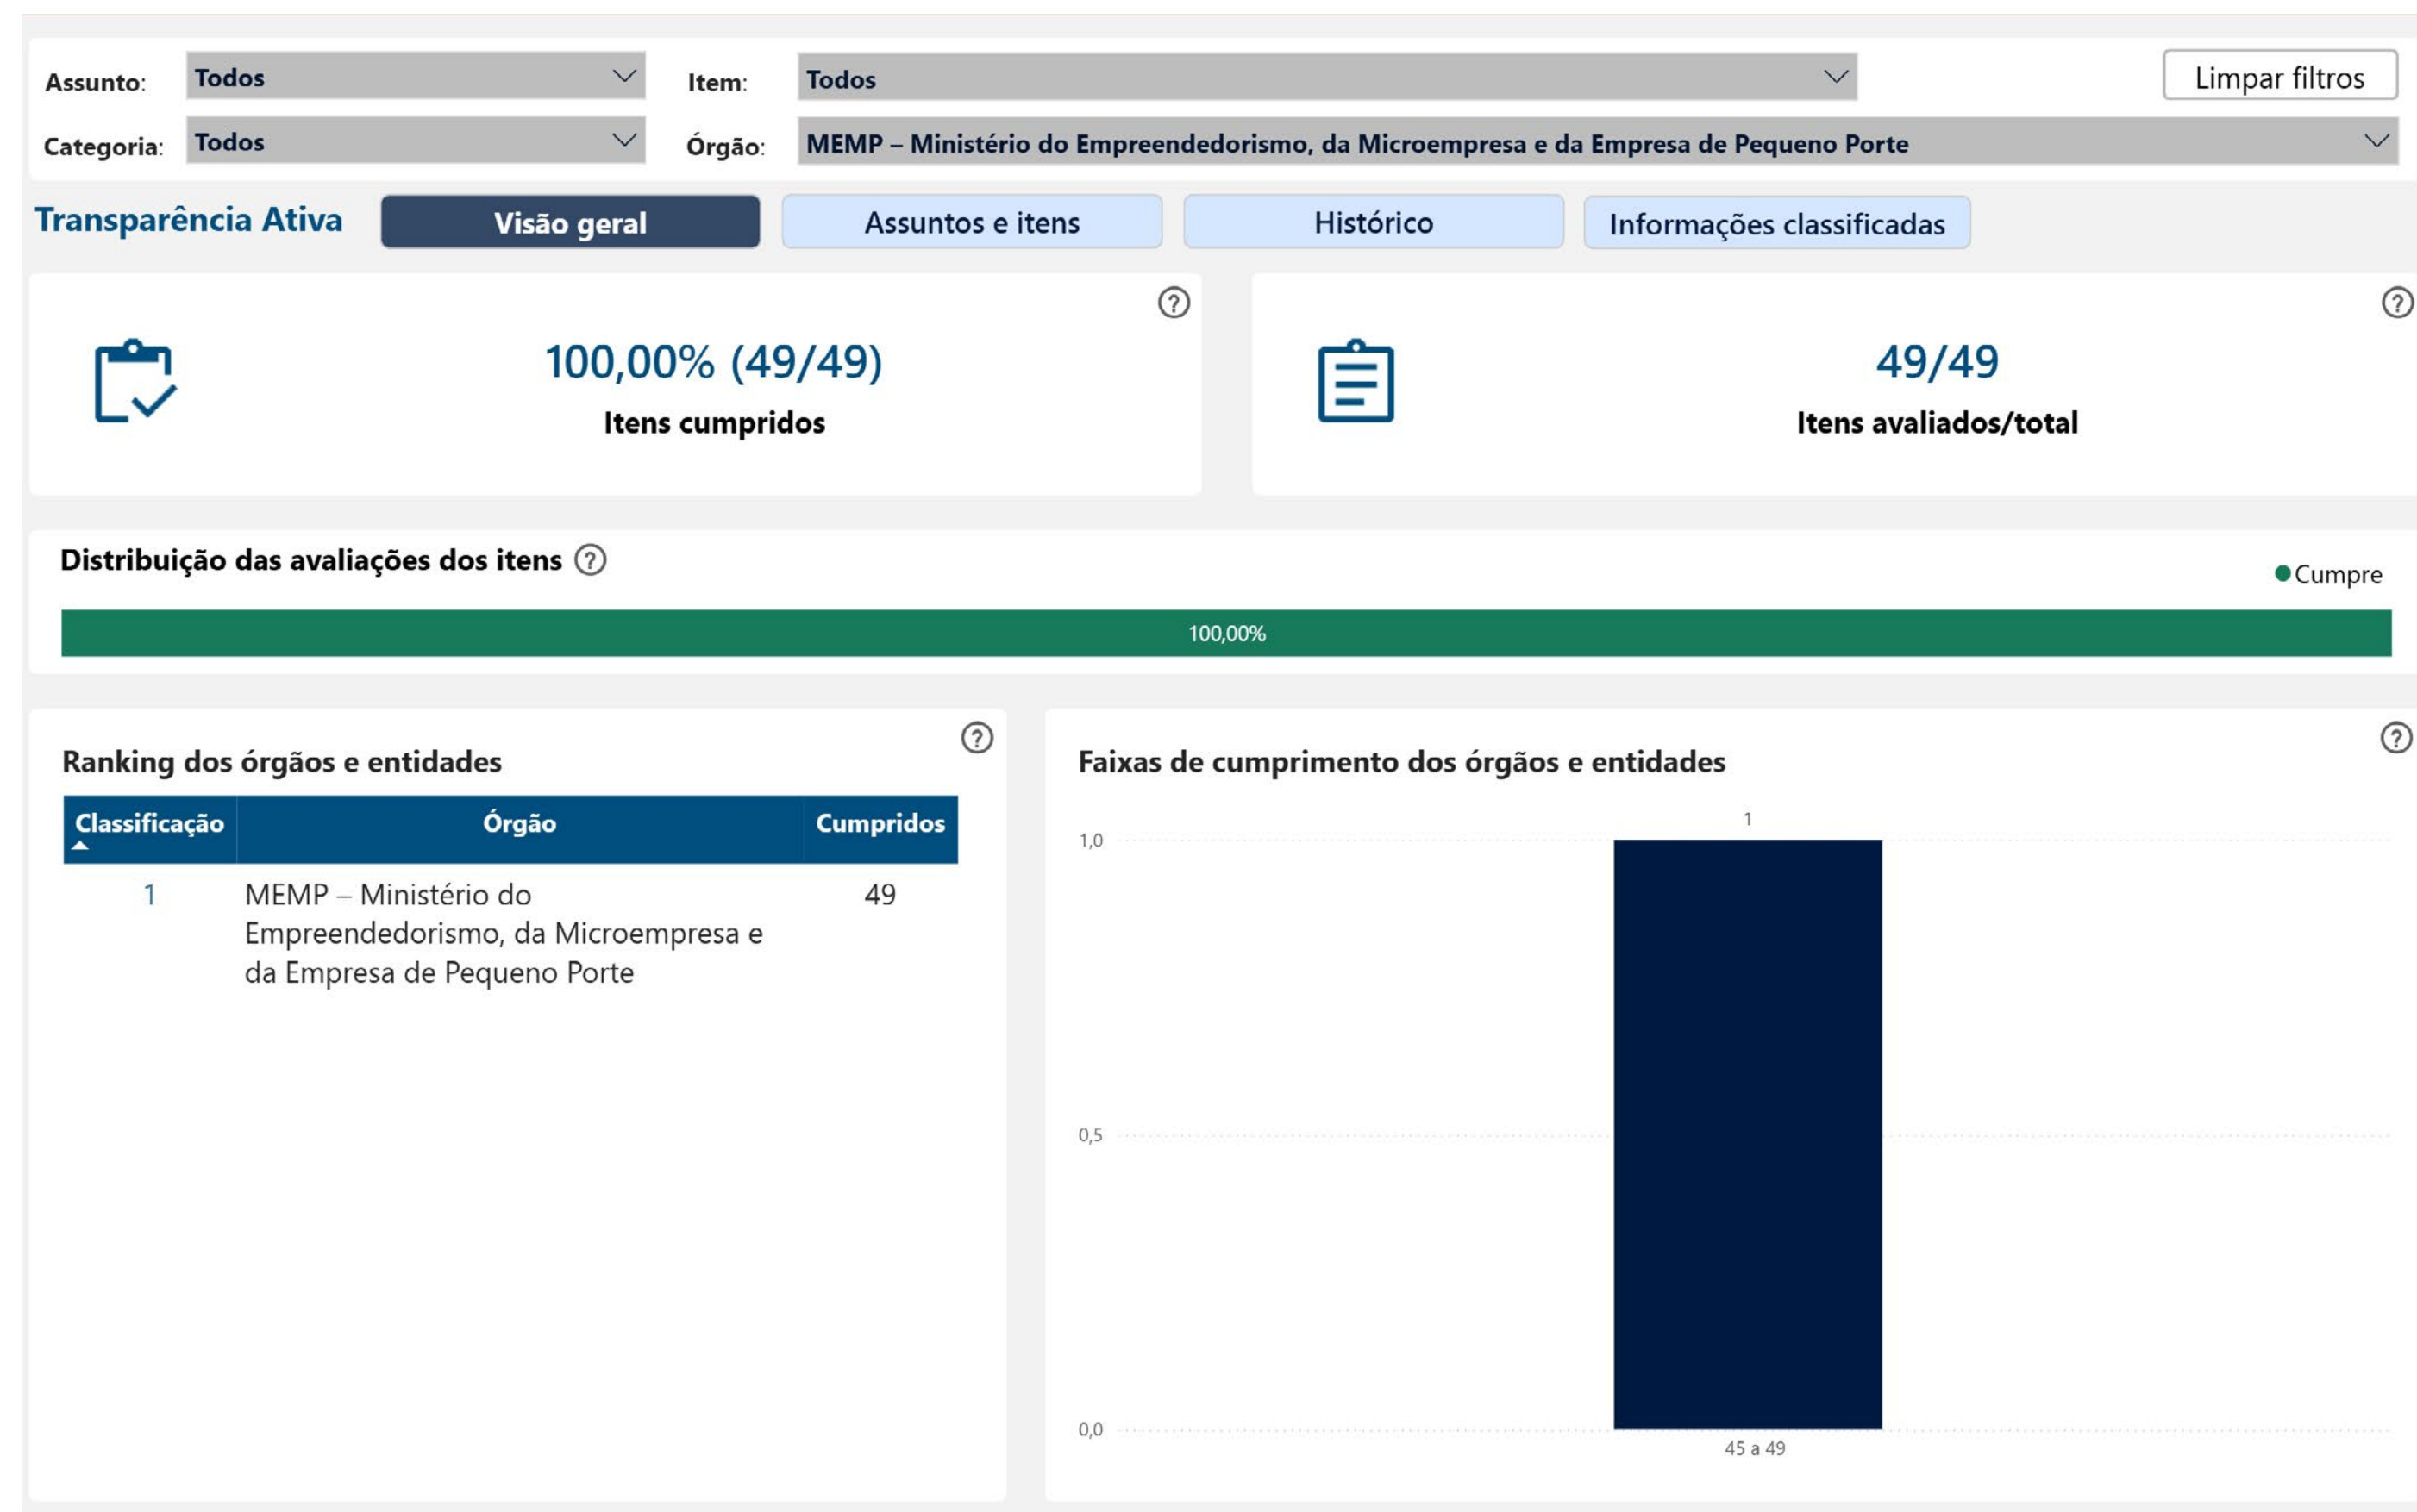 Assunto: Todos Item: Todos Limpar filtros
Categoria: Todos Órgão: MEMP – Ministério do Empreendedorismo, da Microempresa e da Empresa de Pequeno Porte
Transparência Ativa Visão geral Assuntos e itens Histórico Informações classificadas
?
100,00% (49/49)
Itens cumpridos
?
49/49
Itens avaliados/total
Distribuição das avaliações dos itens ?
Cumpre
100,00%
?
Ranking dos órgãos e entidades
Classificação Órgão Cumpridos
1 MEMP – Ministério do 49
Empreendedorismo, da Microempresa e
da Empresa de Pequeno Porte
?
Faixas de cumprimento dos órgãos e entidades
1
1,0
0,5
0,0
45 a 49